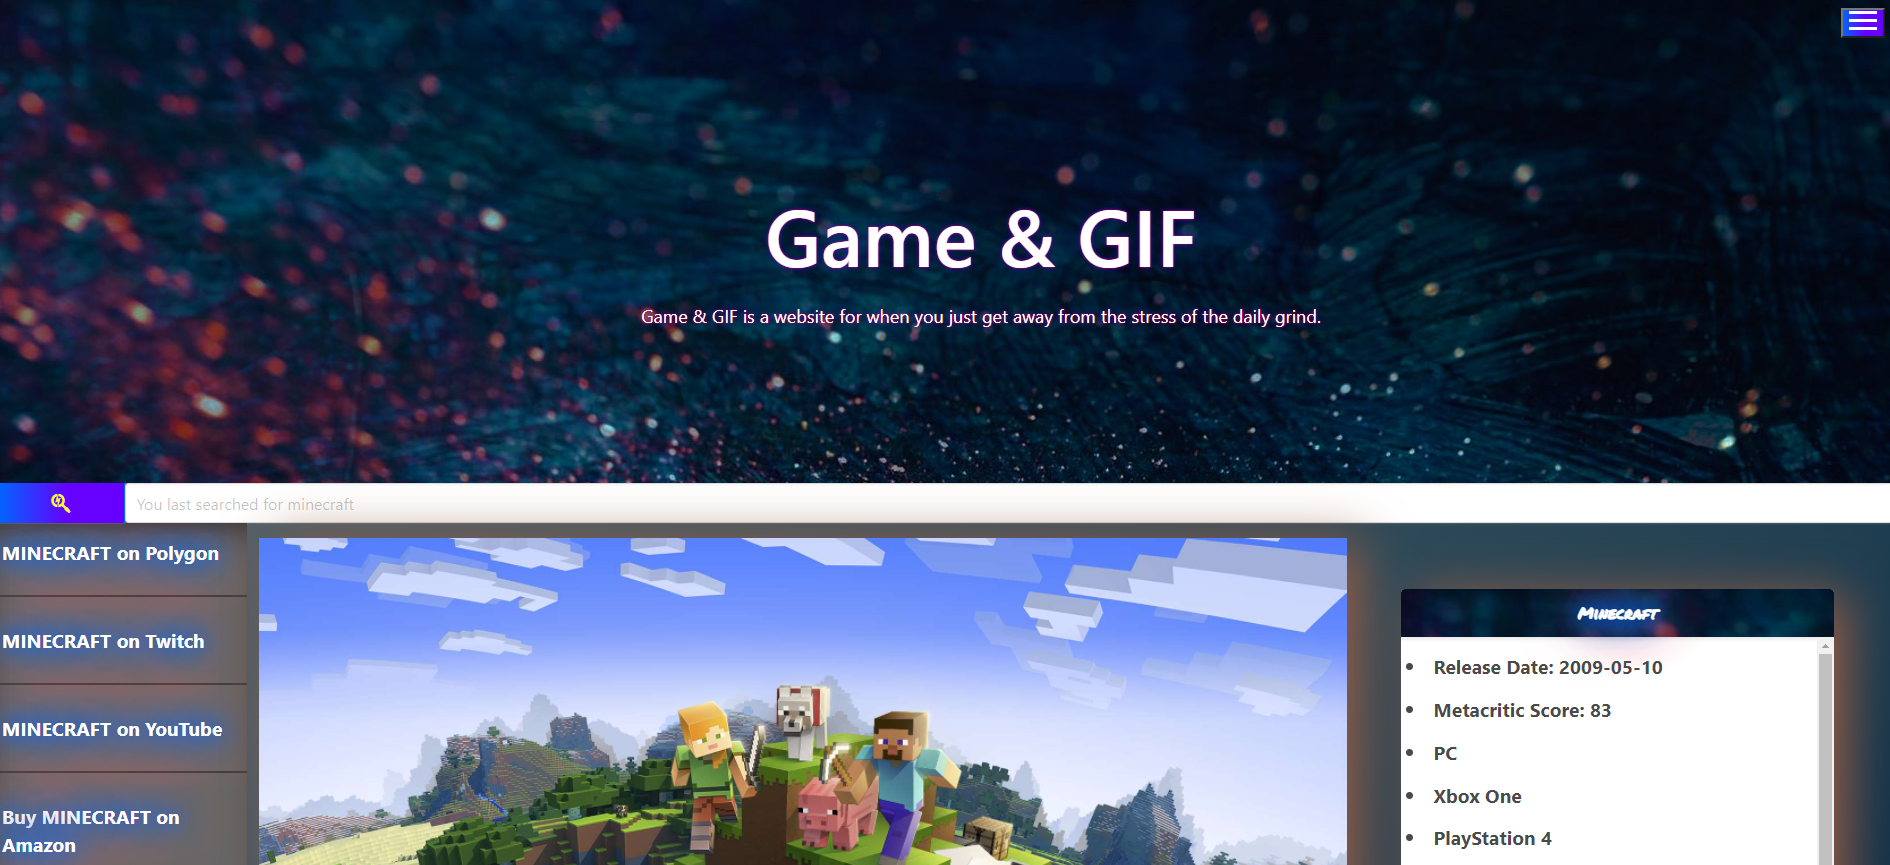 Game & GIF
Game & GIF is a website for when you just get away from the stress of the daily grind.
You last searched for minecraft
MINECRAFT on Polygon
MINECRAFT on Twitch
MINECRAFT on YouTube
Buy MINECRAFT on
Amazon
Minecraft
Release Date: 2009-05-10
Metacritic Score: 83
PC
Xbox One
PlayStation 4